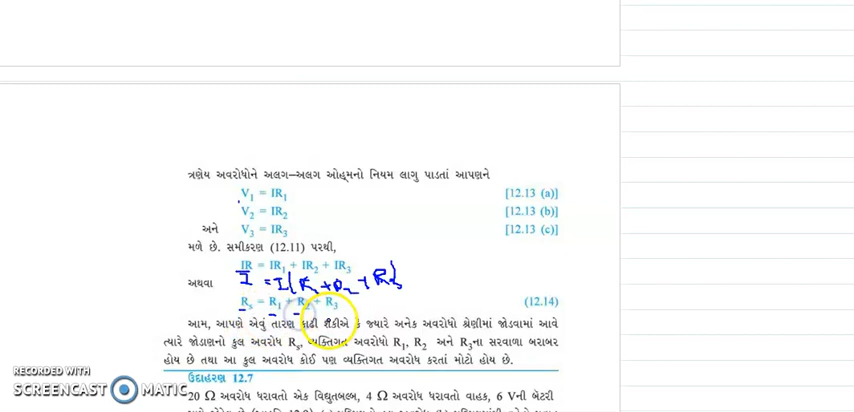 ત્રણેય અવરોધોને અલગ–અલગ ઓહ્મનો નિયમ લાગુ પાડતાં આપણને
V₁ = IR₁ [12.13 (a)]
V₂ = IR₂ [12.13 (b)]
અને V₃ = IR₃ [12.13 (c)]
મળે છે. સમીકરણ (12.11) પરથી,
IR = IR₁ + IR₂ + IR₃
અથવા I = I(R₁ + R₂ + R₃)
Rₛ = R₁ + R₂ + R₃ (12.14)
આમ, આપણે એવું તારણ કાઢી શકીએ કે જ્યારે અનેક અવરોધો શ્રેણીમાં જોડવામાં આવે
ત્યારે જોડાણનો કુલ અવરોધ Rₛ, વ્યક્તિગત અવરોધો R₁, R₂ અને R₃ના સરવાળા બરાબર
હોય છે તથા આ કુલ અવરોધ કોઈ પણ વ્યક્તિગત અવરોધ કરતાં મોટો હોય છે.
ઉદાહરણ 12.7
20 Ω અવરોધ ધરાવતો એક વિદ્યુતબલ્બ, 4 Ω અવરોધ ધરાવતો વાહક, 6 Vની બૅટરી
RECORDED WITH
SCREENCAST MATIC